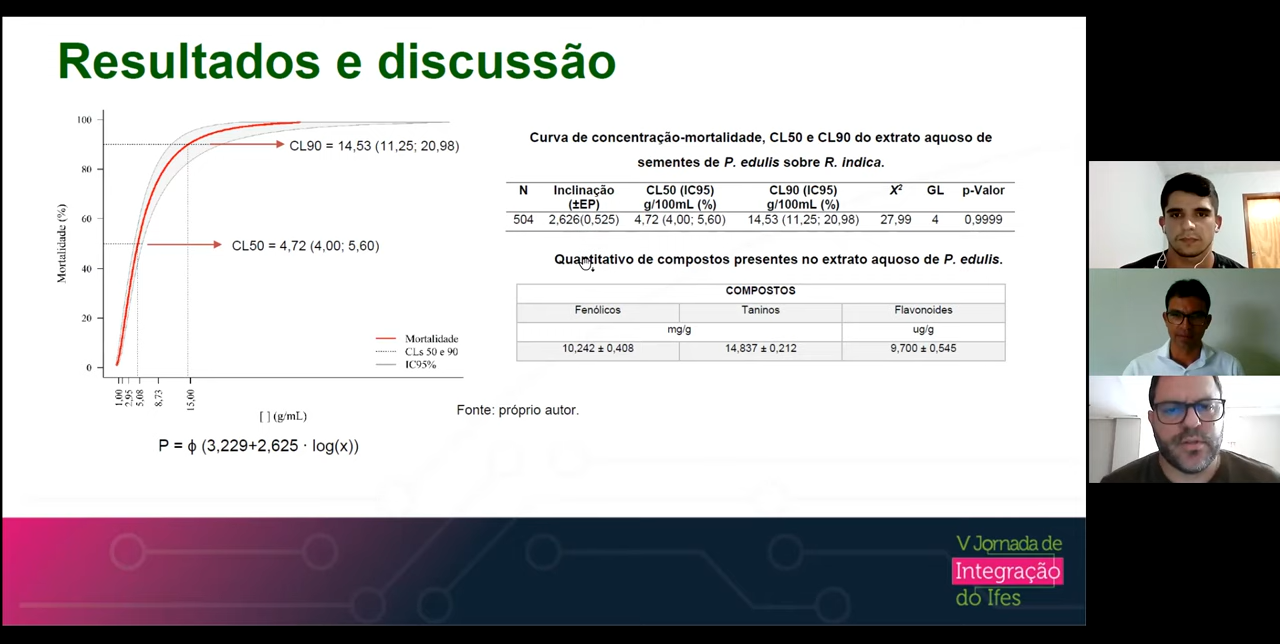 Resultados e discussão
100
80
60
40
20
0
Mortalidade (%)
CL90 = 14,53 (11,25; 20,98)
CL50 = 4,72 (4,00; 5,60)
Mortalidade
CLs 50 e 90
IC95%
1,00
2,95
5,08
8,73
15,00
[ ] (g/mL)
P = ϕ (3,229+2,625 · log(x))
Curva de concentração-mortalidade, CL50 e CL90 do extrato aquoso de
sementes de P. edulis sobre R. indica.
N Inclinação (±EP) CL50 (IC95) g/100mL (%) CL90 (IC95) g/100mL (%) X² GL p-Valor
504 2,626(0,525) 4,72 (4,00; 5,60) 14,53 (11,25; 20,98) 27,99 4 0,9999
Quantitativo de compostos presentes no extrato aquoso de P. edulis.
COMPOSTOS
Fenólicos Taninos Flavonoides
mg/g ug/g
10,242 ± 0,408 14,837 ± 0,212 9,700 ± 0,545
Fonte: próprio autor.
V Jornada de
Integração
do Ifes